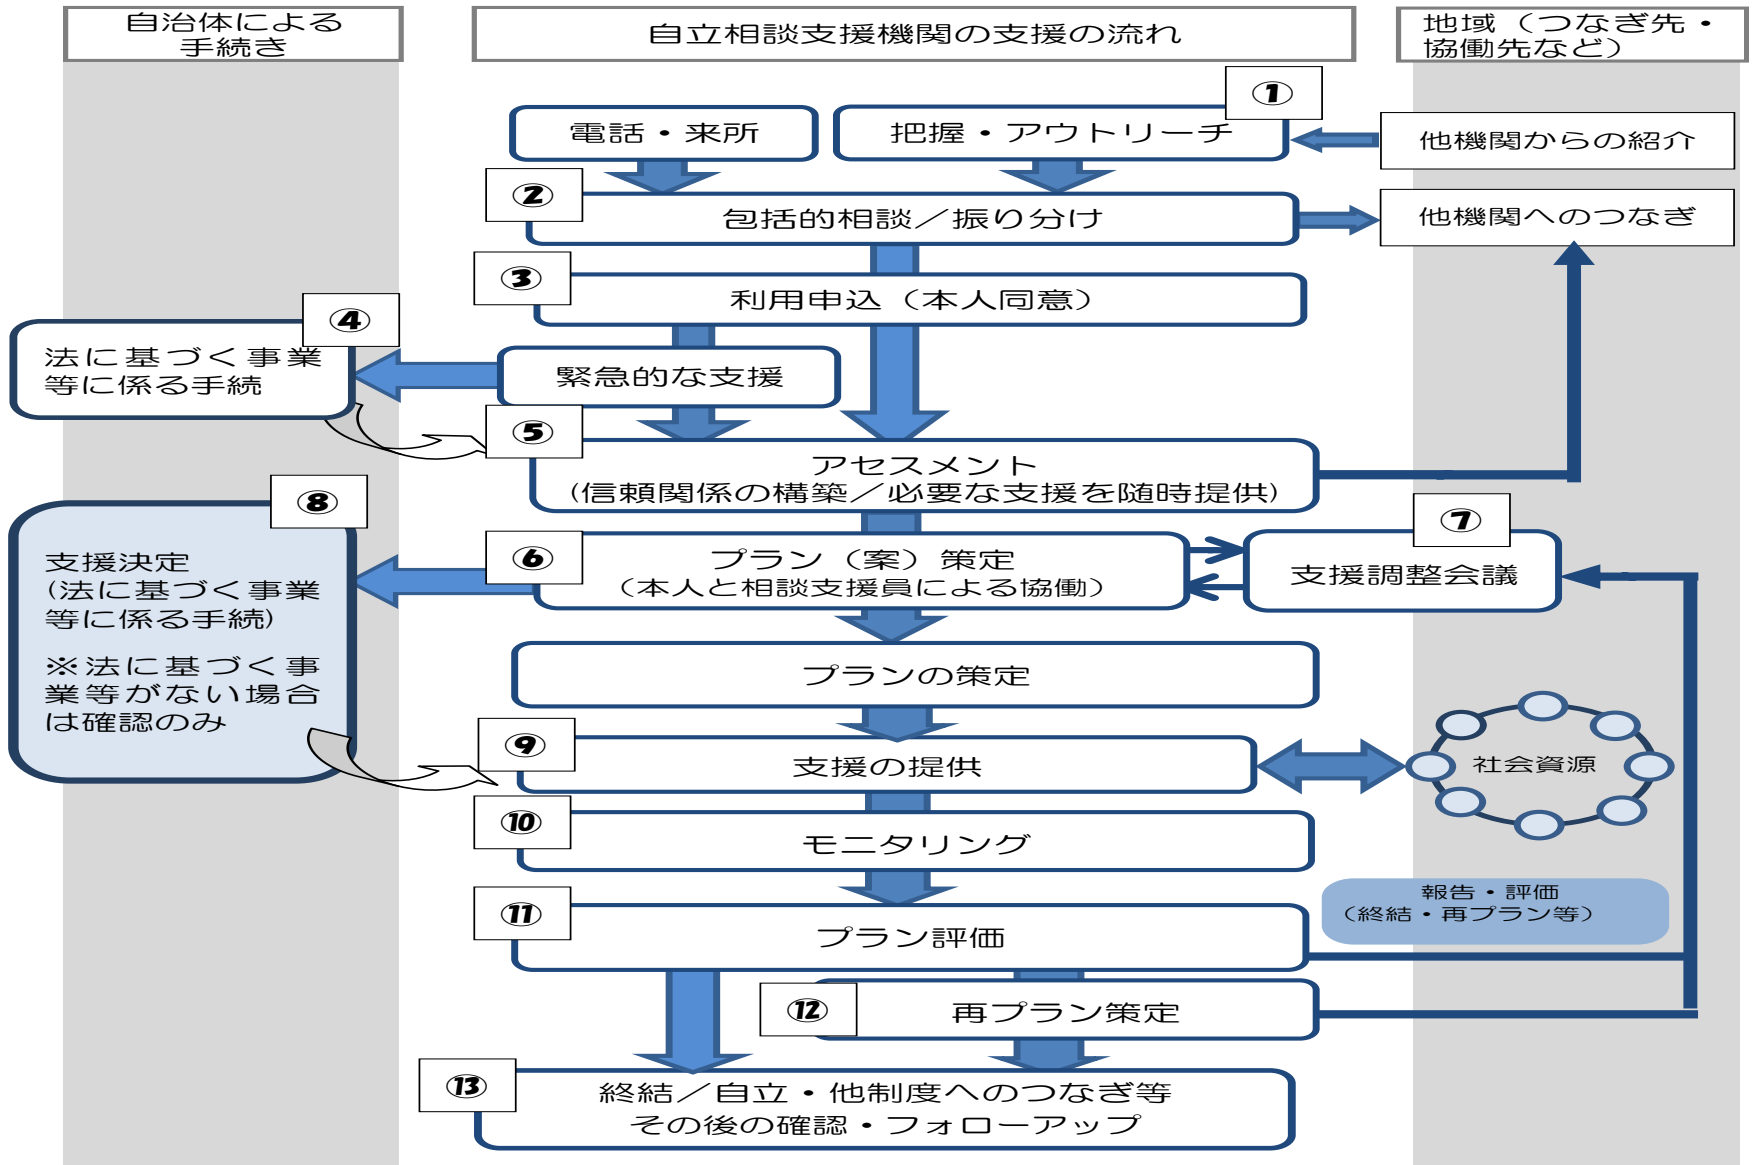 自治体による
手続き
自立相談支援機関の支援の流れ
地域（つなぎ先・
協働先など）
①
電話・来所
把握・アウトリーチ
他機関からの紹介
②
包括的相談／振り分け
他機関へのつなぎ
③
利用申込（本人同意）
④
法に基づく事業
等に係る手続
緊急的な支援
⑤
アセスメント
(信頼関係の構築／必要な支援を随時提供)
⑧
支援決定
(法に基づく事業
等に係る手続)
※法に基づく事
業等がない場合
は確認のみ
⑥
プラン（案）策定
（本人と相談支援員による協働）
⑦
支援調整会議
プランの策定
⑨
支援の提供
社会資源
⑩
モニタリング
報告・評価
（終結・再プラン等）
⑪
プラン評価
⑫
再プラン策定
⑬
終結／自立・他制度へのつなぎ等
その後の確認・フォローアップ